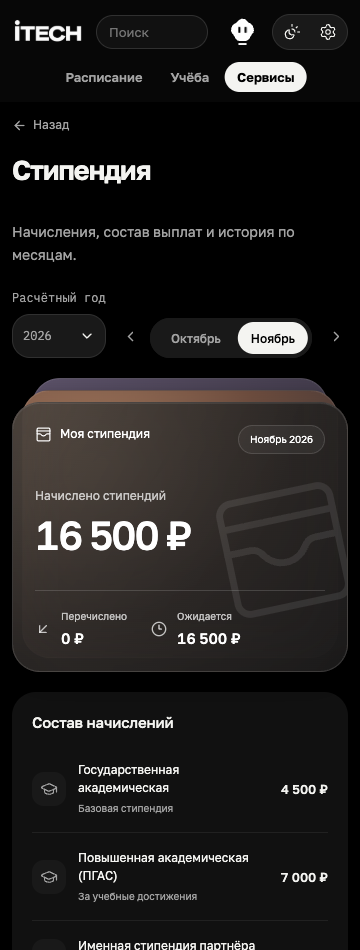 iTECH
Поиск
Расписание
Учёба
Сервисы
Назад
Стипендия
Начисления, состав выплат и история по
месяцам.
Расчётный год
2026
Октябрь
Ноябрь
Моя стипендия
Ноябрь 2026
Начислено стипендий
16 500 ₽
Перечислено
0 ₽
Ожидается
16 500 ₽
Состав начислений
Государственная
академическая
Базовая стипендия
4 500 ₽
Повышенная академическая
(ПГАС)
За учебные достижения
7 000 ₽
Именная стипендия партнёра